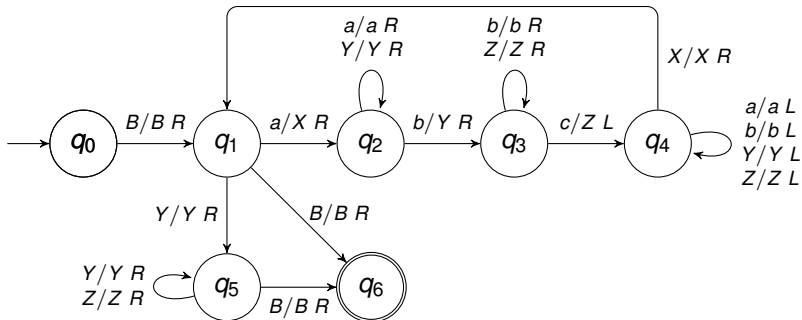 a/a R
Y/Y R
b/b R
Z/Z R
X/X R
q0
B/B R
q1
a/X R
q2
b/Y R
q3
c/Z L
q4
a/a L
b/b L
Y/Y L
Z/Z L
Y/Y R
B/B R
Y/Y R
Z/Z R
q5
B/B R
q6